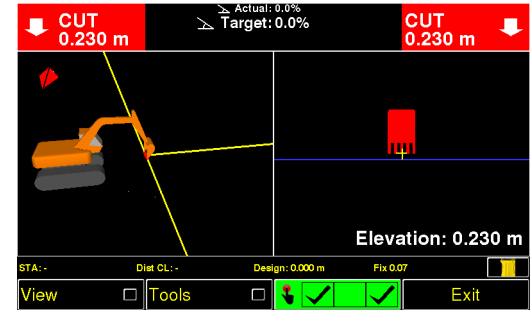 CUT
0.230 m
Actual: 0.0%
Target: 0.0%
CUT
0.230 m
Elevation: 0.230 m
STA: -
Dist CL: -
Design: 0.000 m
Fix 0.07
View
Tools
Exit